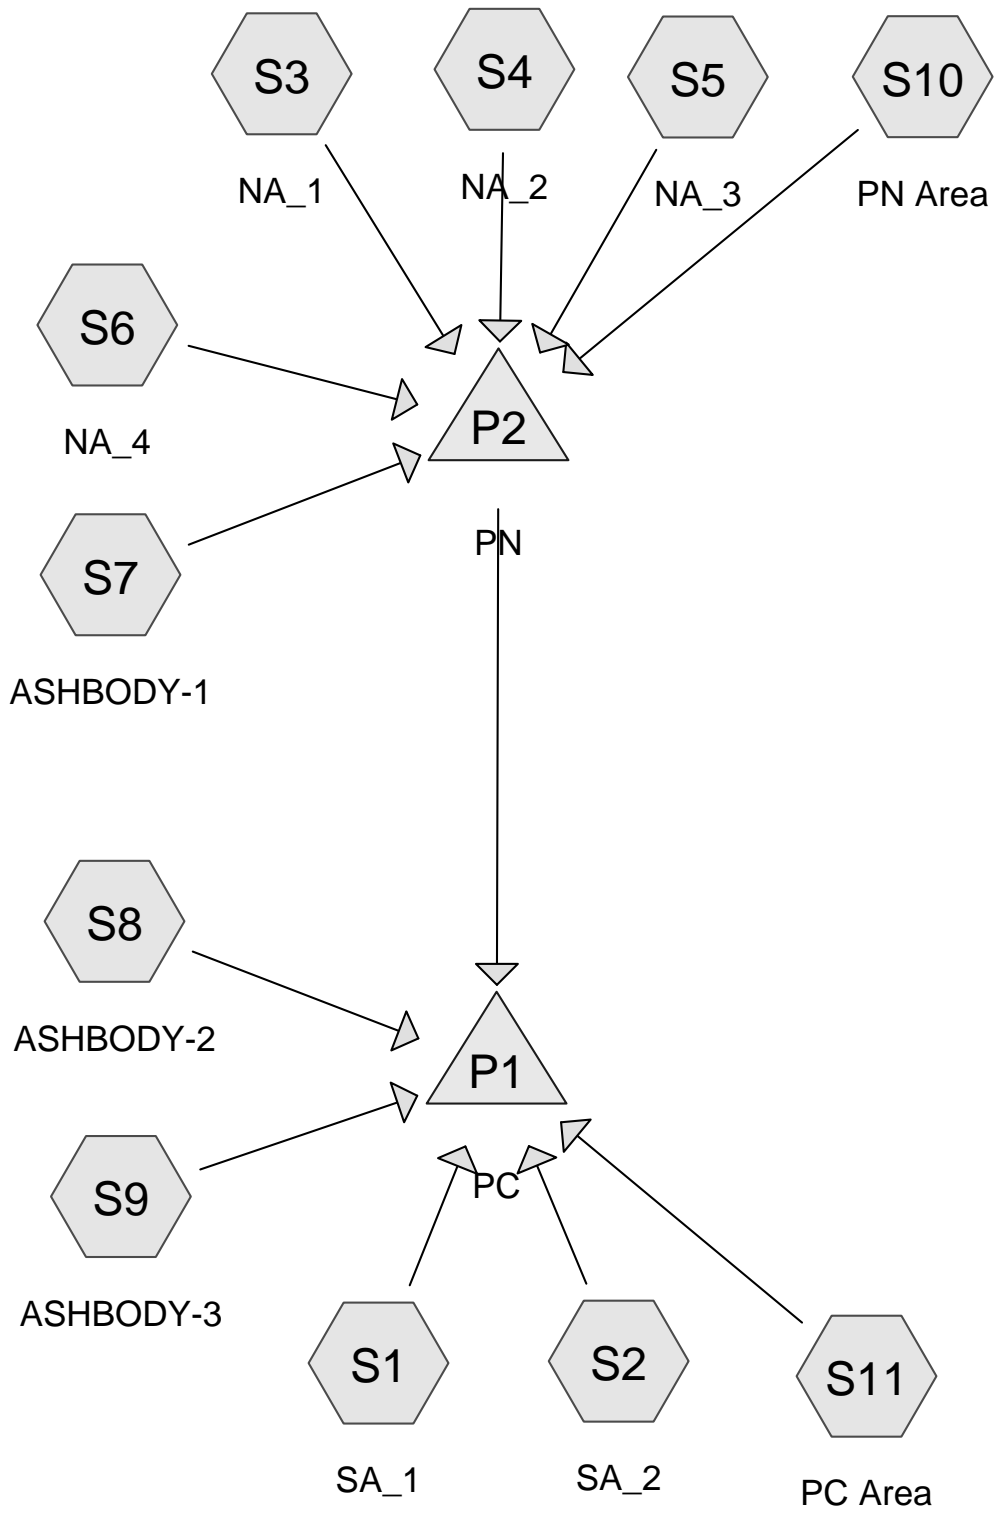 S3
S4
S5
S10
NA_1
NA_2
NA_3
PN Area
S6
NA_4
P2
PN
S7
ASHBODY-1
S8
ASHBODY-2
P1
PC
S9
ASHBODY-3
S1
SA_1
S2
SA_2
S11
PC Area